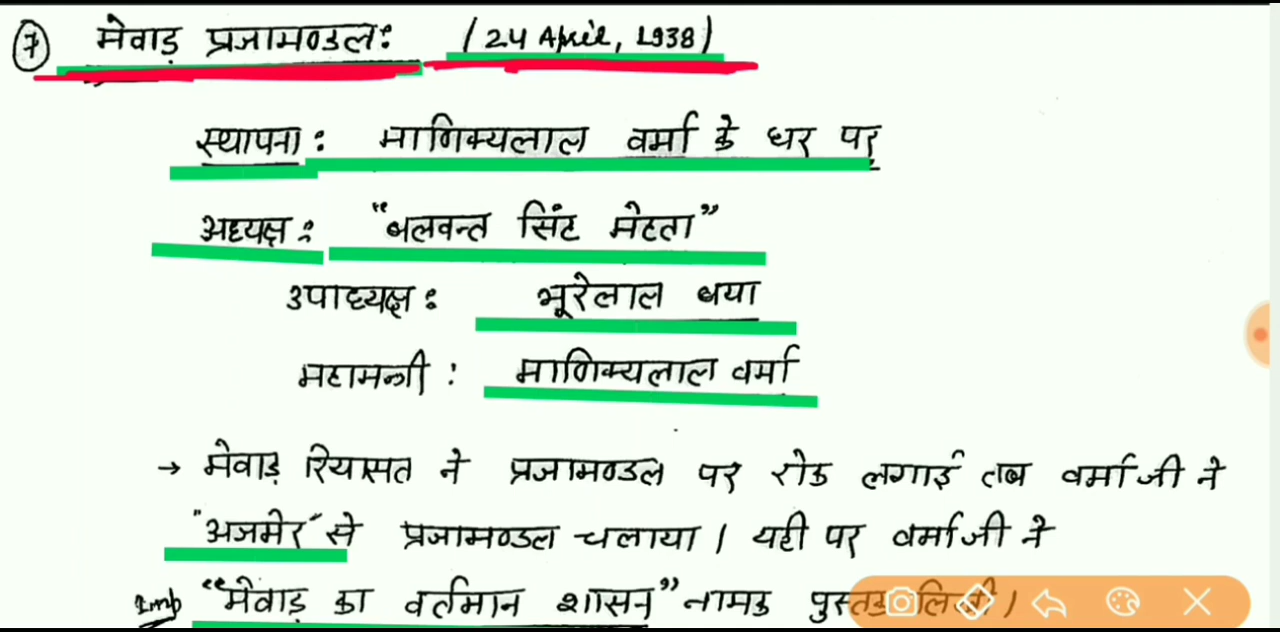 ⑦ मेवाड़ प्रजामण्डल: (24 April, 1938)
स्थापना: माणिक्यलाल वर्मा के घर पर
अध्यक्ष: "बलवन्त सिंह मेहता"
उपाध्यक्ष: भूरेलाल बया
महामन्त्री: माणिक्यलाल वर्मा
→ मेवाड़ रियासत ने प्रजामण्डल पर रोक लगाई तब वर्मा जी ने
"अजमेर" से प्रजामण्डल चलाया। यही पर वर्माजी ने
Imp "मेवाड़ का वर्तमान शासन" नामक पुस्तक लिखी।